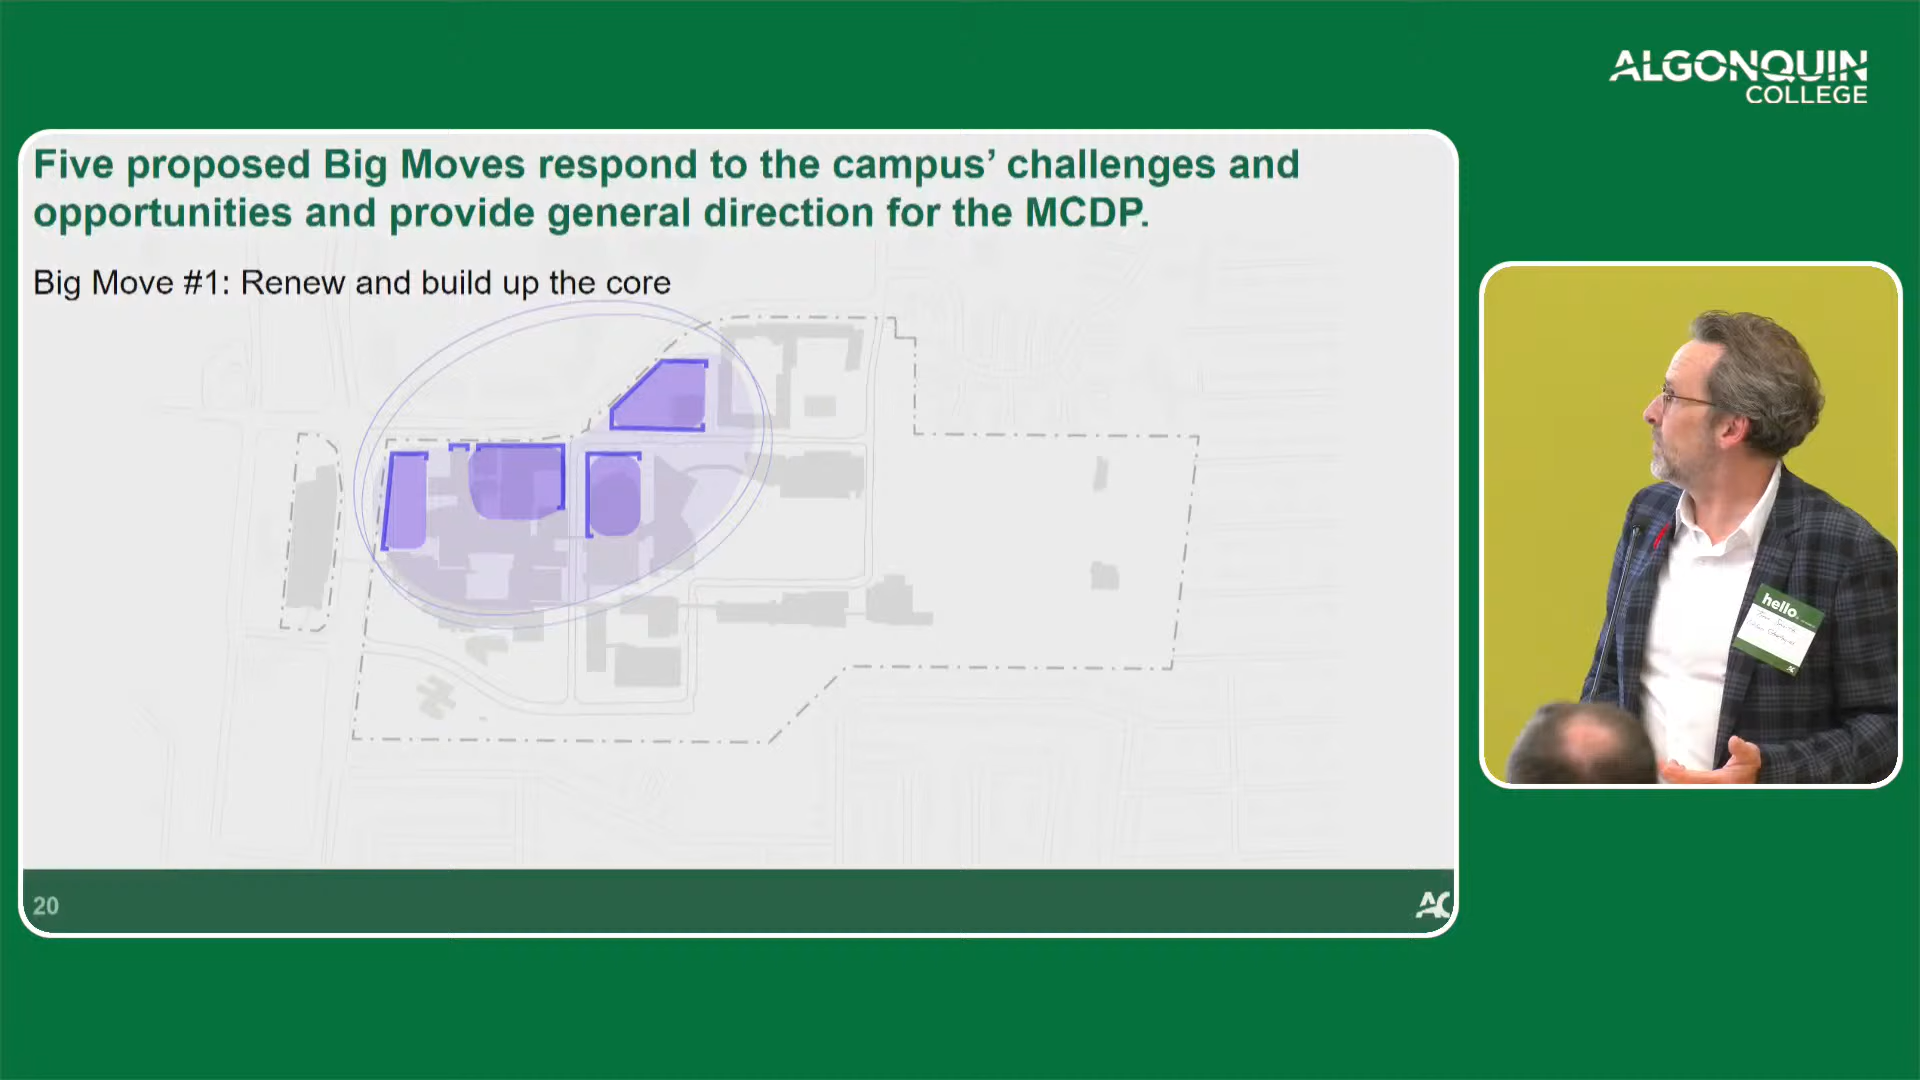 ALGONQUIN
COLLEGE
Five proposed Big Moves respond to the campus’ challenges and
opportunities and provide general direction for the MCDP.
Big Move #1: Renew and build up the core
hello.
20
AC